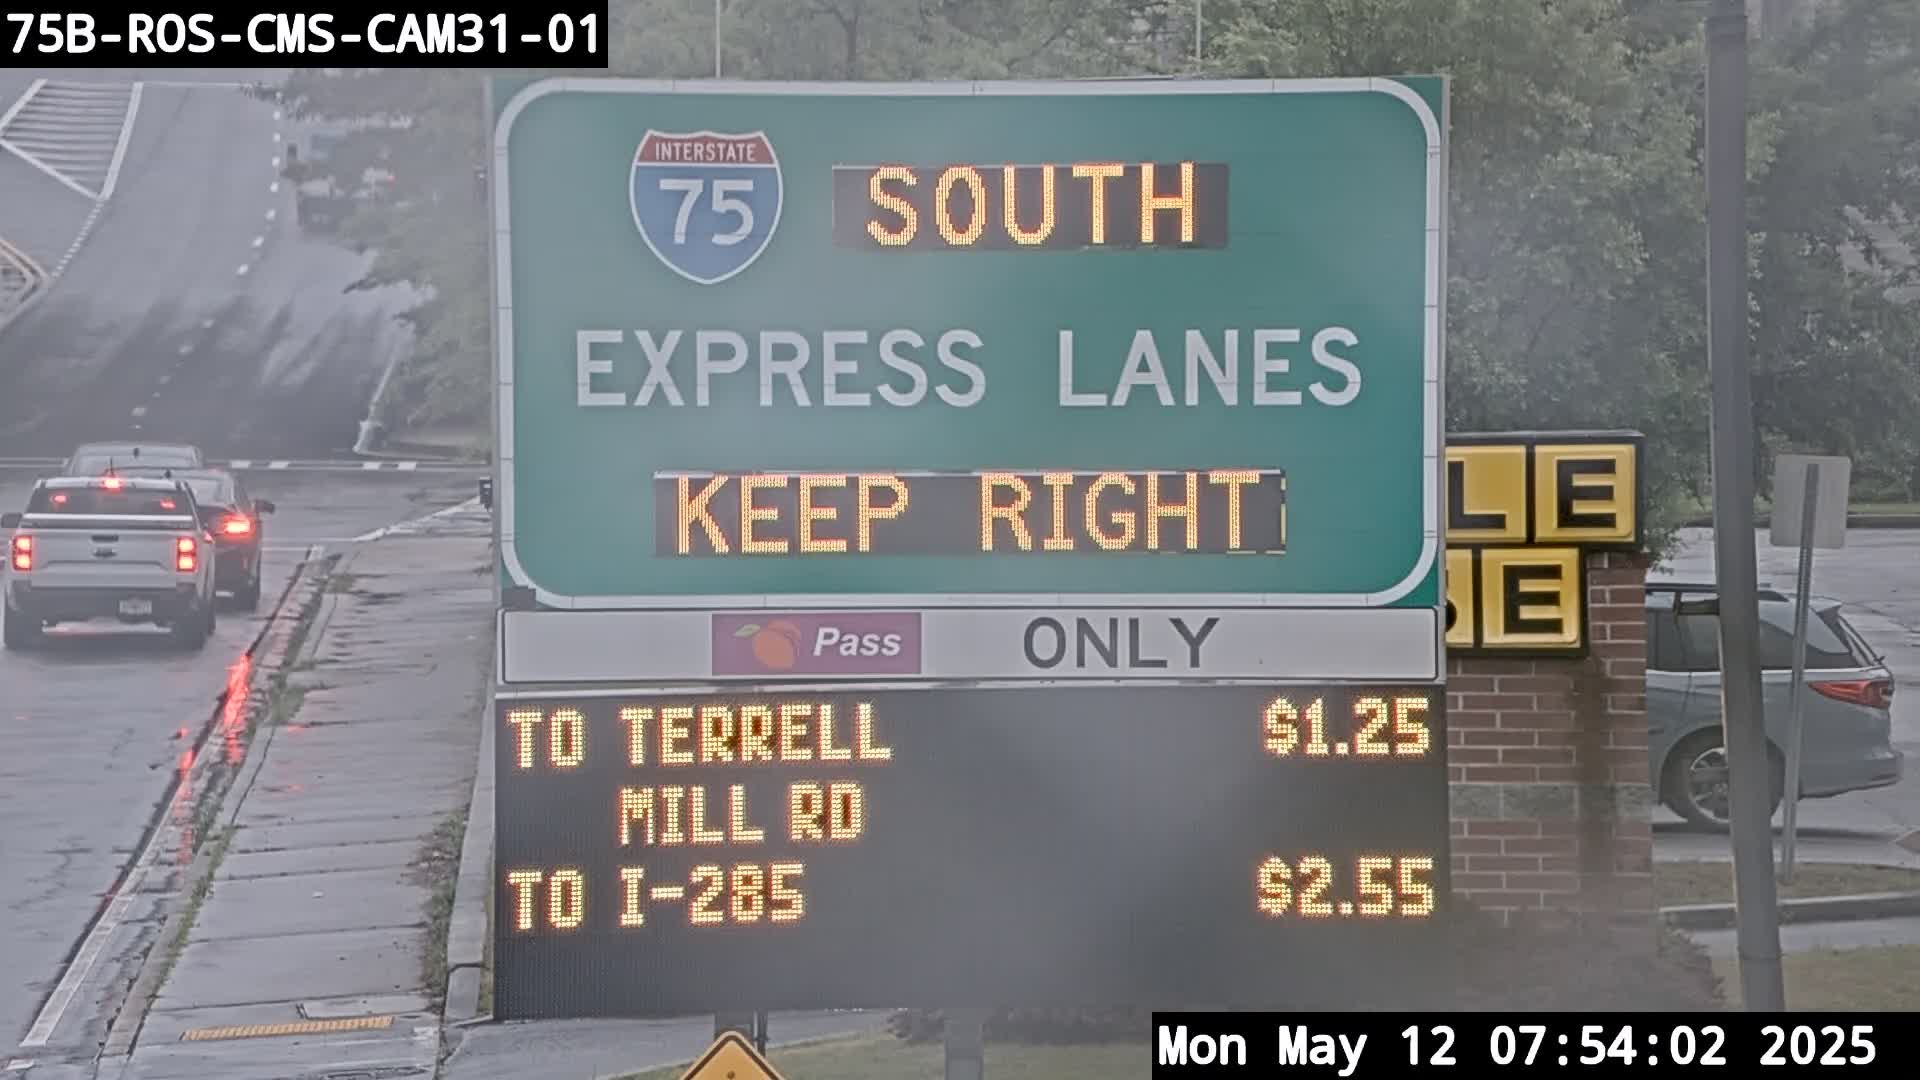 75B-ROS-CMS-CAM31-01
INTERSTATE
75
SOUTH
EXPRESS LANES
KEEP RIGHT
Pass ONLY
TO TERRELL $1.25
MILL RD
TO I-285 $2.55
LE
E
Mon May 12 07:54:02 2025